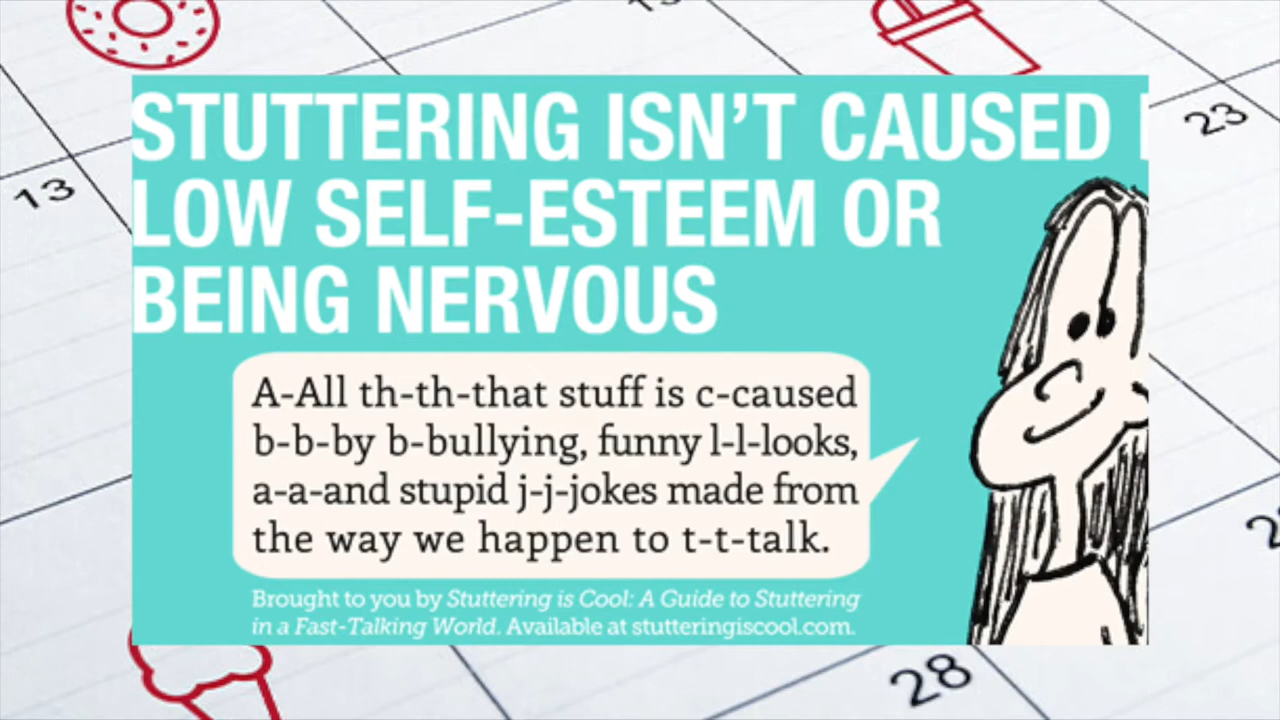 13
23
STUTTERING ISN'T CAUSED
LOW SELF-ESTEEM OR
BEING NERVOUS
A-All th-th-that stuff is c-caused
b-b-by b-bullying, funny l-l-looks,
a-a-and stupid j-j-jokes made from
the way we happen to t-t-talk.
Brought to you by Stuttering is Cool: A Guide to Stuttering
in a Fast-Talking World. Available at stutteringiscool.com.
28